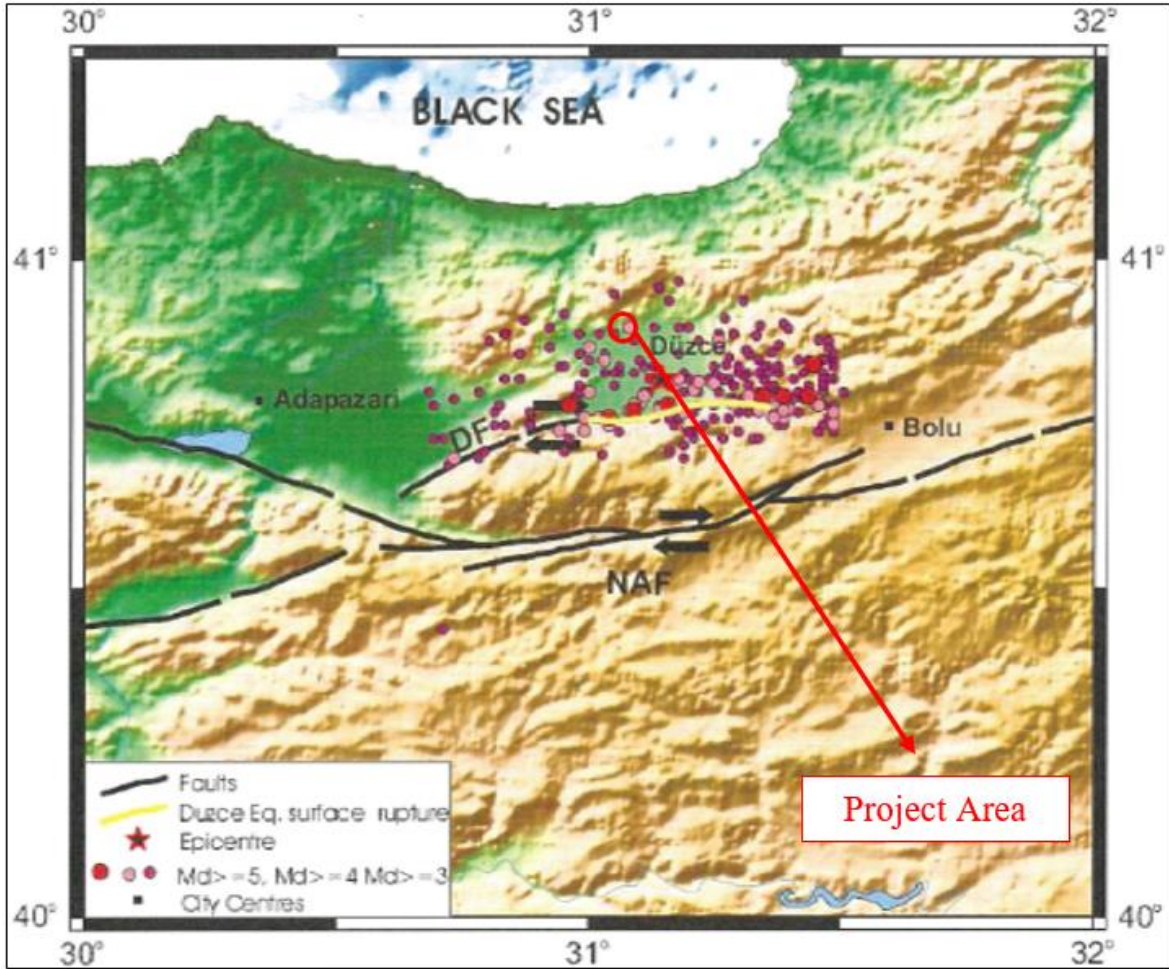 30° 31° 32°
BLACK SEA
41° 41°
Düzce
Adapazari
DF
Bolu
NAF
Project Area
Faults
Duzce Eq. surface rupture
Epicentre
Md>=5, Md>=4 Md>=3
City Centres
40° 40°
30° 31° 32°